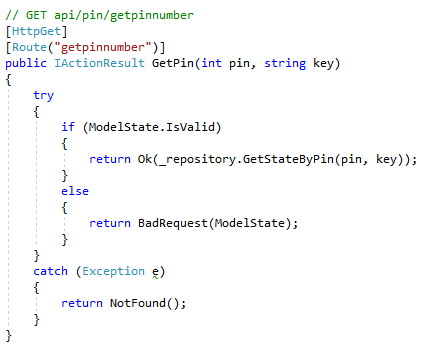 // GET api/pin/getpinnumber
[HttpGet]
[Route("getpinnumber")]
public IActionResult GetPin(int pin, string key)
{
    try
    {
        if (ModelState.IsValid)
        {
            return Ok(_repository.GetStateByPin(pin, key));
        }
        else
        {
            return BadRequest(ModelState);
        }
    }
    catch (Exception e)
    {
        return NotFound();
    }
}